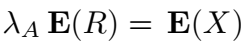 λ_A **E**(R) = **E**(X)